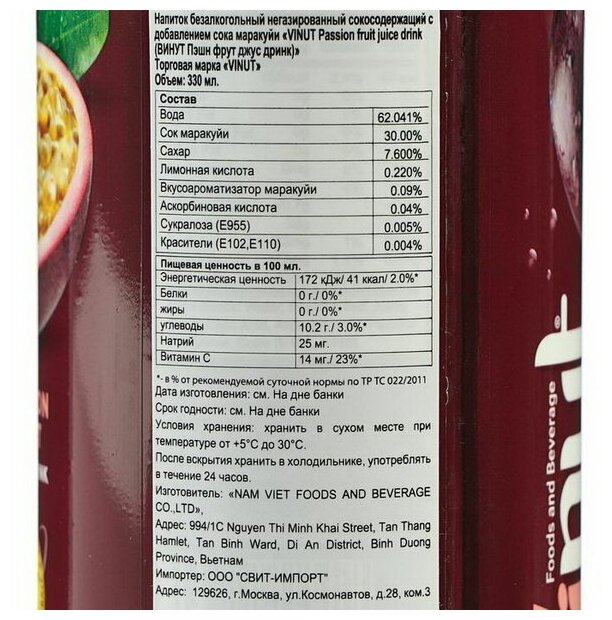 Напиток безалкогольный негазированный сокосодержащий с
добавлением сока маракуйи «VINUT Passion fruit juice drink
(ВИНУТ Пэшн фрут джус дринк)»
Торговая марка «VINUT»
Объем: 330 мл.
Состав
Вода 62.041%
Сок маракуйи 30.00%
Сахар 7.600%
Лимонная кислота 0.220%
Вкусоароматизатор маракуйи 0.09%
Аскорбиновая кислота 0.04%
Сукралоза (Е955) 0.005%
Красители (Е102,Е110) 0.004%
Пищевая ценность в 100 мл.
Энергетическая ценность 172 кДж/ 41 ккал/ 2.0%*
Белки 0 г./ 0%*
жиры 0 г./ 0%*
углеводы 10.2 г./ 3.0%*
Натрий 25 мг.
Витамин С 14 мг./ 23%*
*- в % от рекомендуемой суточной нормы по ТР ТС 022/2011
Дата изготовления: см. На дне банки
Срок годности: см. На дне банки
Условия хранения: хранить в сухом месте при
температуре от +5°С до 30°С.
После вскрытия хранить в холодильнике, употреблять
в течение 24 часов.
Изготовитель: «NAM VIET FOODS AND BEVERAGE
CO.,LTD»,
Адрес: 994/1C Nguyen Thi Minh Khai Street, Tan Thang
Hamlet, Tan Binh Ward, Di An District, Binh Duong
Province, Вьетнам
Импортер: ООО "СВИТ-ИМПОРТ"
Адрес: 129626, г.Москва, ул.Космонавтов, д.28, ком.3
Foods and Beverage
nut®